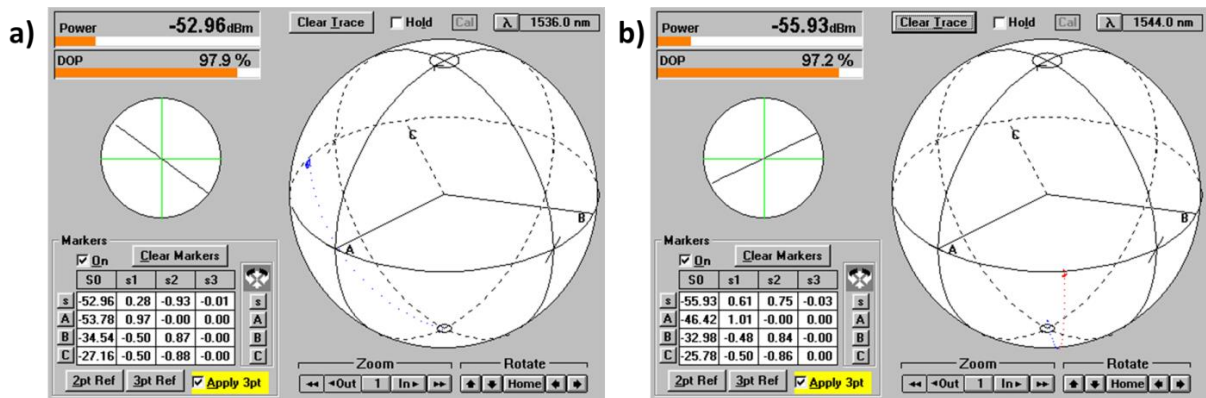 a)
Power -52.96dBm
DOP 97.9 %
Clear Trace Hold Cal λ 1536.0 nm
C
B
A
Markers
On Clear Markers
S0 s1 s2 s3
s -52.96 0.28 -0.93 -0.01 s
A -53.78 0.97 -0.00 0.00 A
B -34.54 -0.50 0.87 -0.00 B
C -27.16 -0.50 -0.88 -0.00 C
2pt Ref 3pt Ref Apply 3pt
Zoom Rotate
Out 1 In Home
b)
Power -55.93dBm
DOP 97.2 %
Clear Trace Hold Cal λ 1544.0 nm
C
B
A
Markers
On Clear Markers
S0 s1 s2 s3
s -55.93 0.61 0.75 -0.03 s
A -46.42 1.01 -0.00 0.00 A
B -32.98 -0.48 0.84 -0.00 B
C -25.78 -0.50 -0.86 0.00 C
2pt Ref 3pt Ref Apply 3pt
Zoom Rotate
Out 1 In Home